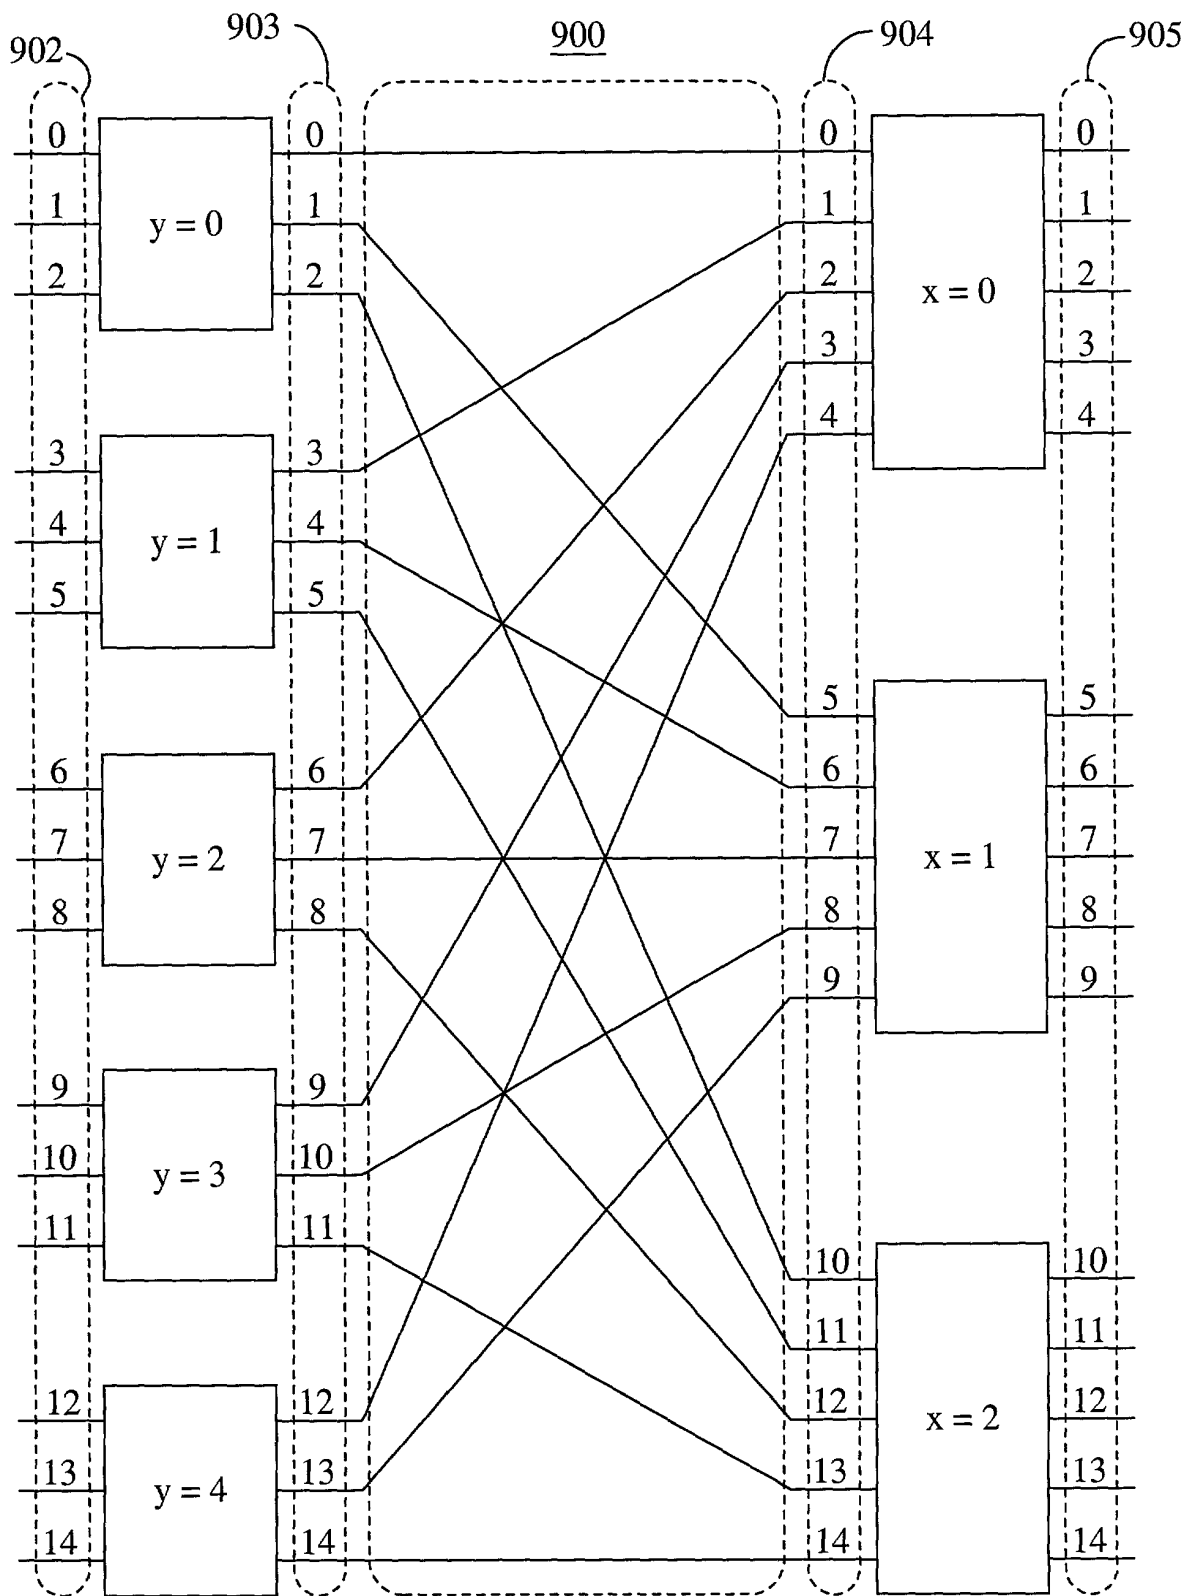 902
903
900
904
905
0 0 0 0
1 y = 0 1 1 1
2 2 2 x = 0 2
3 3
4 4
3 3
4 y = 1 4
5 5
5 5
6 6 6 6
7 y = 2 7 7 x = 1 7
8 8 8 8
9 9
9 9
10 y = 3 10
11 11
10 10
11 11
12 12 12 x = 2 12
13 y = 4 13 13 13
14 14 14 14